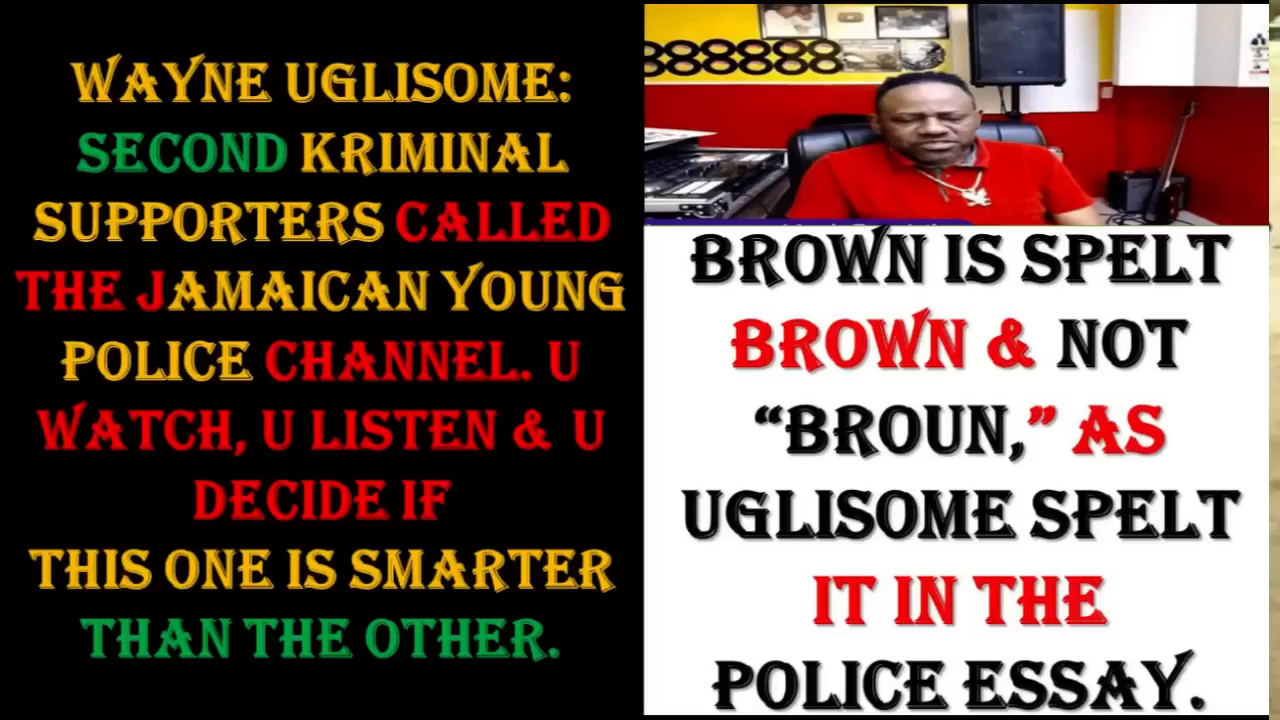 WAYNE UGLISOME:
SECOND KRIMINAL
SUPPORTERS CALLED
THE JAMAICAN YOUNG
POLICE CHANNEL. U
WATCH, U LISTEN & U
DECIDE IF
THIS ONE IS SMARTER
THAN THE OTHER.
BROWN IS SPELT
BROWN & NOT
“BROUN,” AS
UGLISOME SPELT
IT IN THE
POLICE ESSAY.